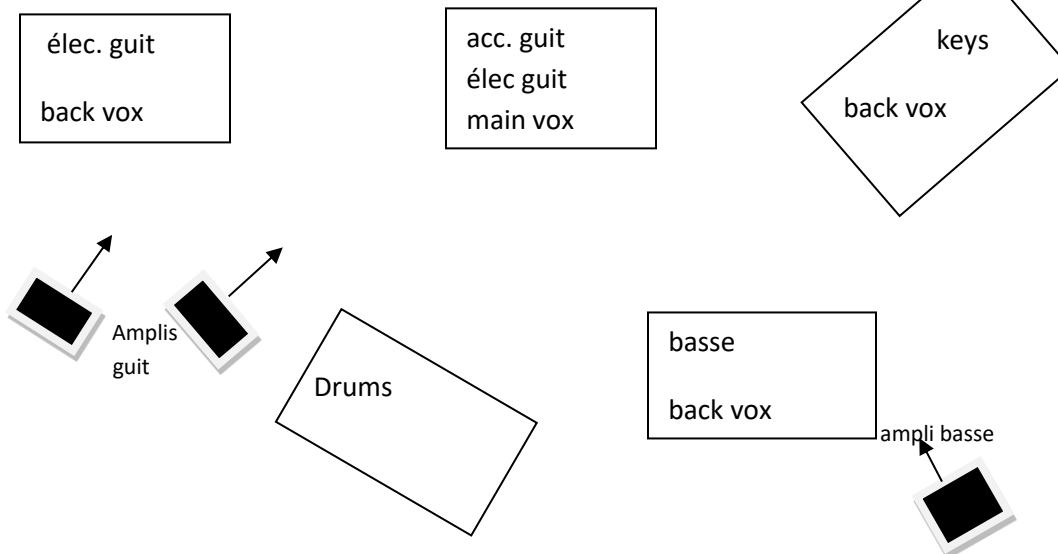 élec. guit
back vox
acc. guit
élec guit
main vox
keys
back vox
Amplis
guit
Drums
basse
back vox
ampli basse